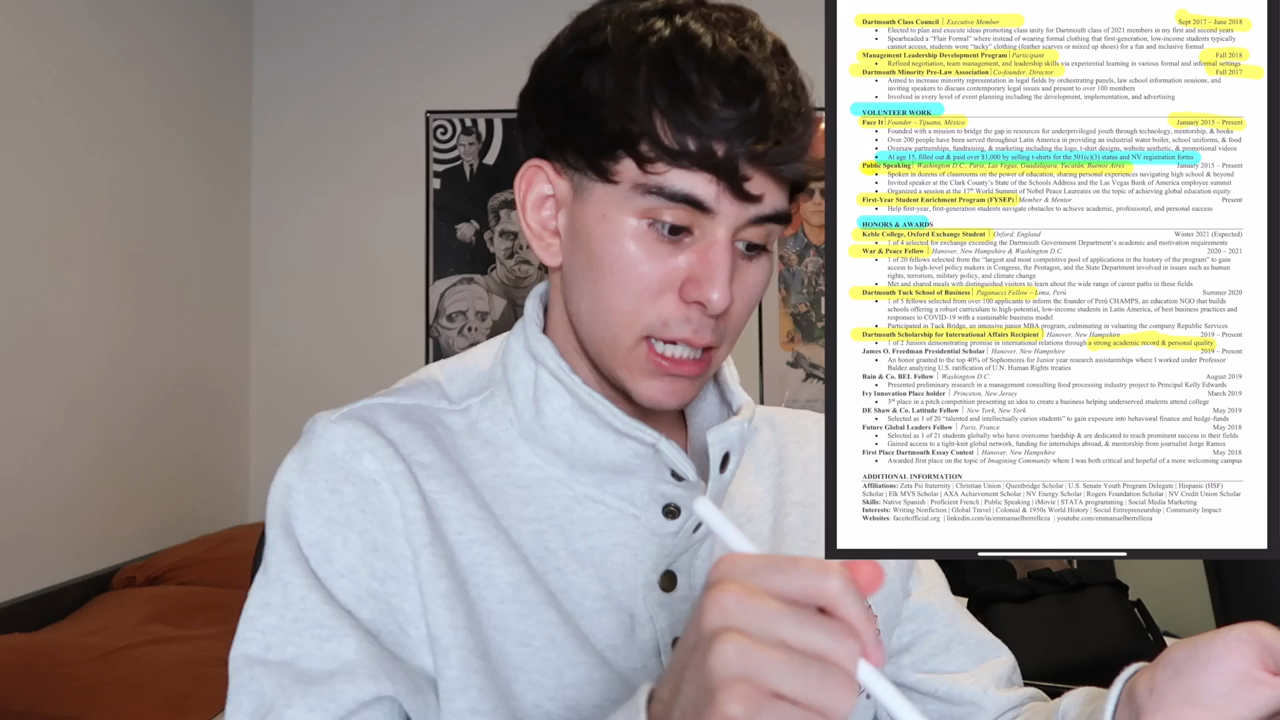 Dartmouth Class Council | Executive Member Sept 2017 – June 2018
• Elected to plan and execute ideas promoting class unity for Dartmouth class of 2021 members in my first and second years
• Spearheaded a “Flair Formal” where instead of wearing formal clothing that first-generation, low-income students typically
cannot access, students wore “tacky” clothing (feather scarves or mixed up shoes) for a fun and inclusive formal
Management Leadership Development Program | Participant Fall 2018
• Refined negotiation, team management, and leadership skills via experiential learning in various formal and informal settings
Dartmouth Minority Pre-Law Association | Co-founder, Director Fall 2017
• Aimed to increase minority representation in legal fields by orchestrating panels, law school information sessions, and
inviting speakers to discuss contemporary legal issues and present to over 100 members
• Involved in every level of event planning including the development, implementation, and advertising
VOLUNTEER WORK
Face It | Founder – Tijuana, México January 2015 – Present
• Founded with a mission to bridge the gap in resources for underprivileged youth through technology, mentorship, & books
• Over 200 people have been served throughout Latin America in providing an industrial water boiler, school uniforms, & food
• Oversaw partnerships, fundraising, & marketing including the logo, t-shirt designs, website aesthetic, & promotional videos
• At age 15, filled out & paid over $1,000 by selling t-shirts for the 501(c)(3) status and NV registration forms
Public Speaking | Washington D.C., Paris, Las Vegas, Guadalajara, Yucatán, Buenos Aires January 2015 – Present
• Spoken in dozens of classrooms on the power of education, sharing personal experiences navigating high school & beyond
• Invited speaker at the Clark County’s State of the Schools Address and the Las Vegas Bank of America employee summit
• Organized a session at the 17th World Summit of Nobel Peace Laureates on the topic of achieving global education equity
First-Year Student Enrichment Program (FYSEP) | Member & Mentor Present
• Help first-year, first-generation students navigate obstacles to achieve academic, professional, and personal success
HONORS & AWARDS
Keble College, Oxford Exchange Student | Oxford, England Winter 2021 (Expected)
• 1 of 4 selected for exchange exceeding the Dartmouth Government Department’s academic and motivation requirements
War & Peace Fellow | Hanover, New Hampshire & Washington D.C. 2020 – 2021
• 1 of 20 fellows selected from the “largest and most competitive pool of applications in the history of the program” to gain
access to high-level policy makers in Congress, the Pentagon, and the State Department involved in issues such as human
rights, terrorism, military policy, and climate change
• Met and shared meals with distinguished visitors to learn about the wide range of career paths in these fields
Dartmouth Tuck School of Business | Paganucci Fellow – Lima, Perú Summer 2020
• 1 of 5 fellows selected from over 100 applicants to inform the founder of Perú CHAMPS, an education NGO that builds
schools offering a robust curriculum to high-potential, low-income students in Latin America, of best business practices and
responses to COVID-19 with a sustainable business model
• Participated in Tuck Bridge, an intensive junior MBA program, culminating in valuating the company Republic Services
Dartmouth Scholarship for International Affairs Recipient | Hanover, New Hampshire 2019 – Present
• 1 of 2 Juniors demonstrating promise in international relations through a strong academic record & personal quality
James O. Freedman Presidential Scholar | Hanover, New Hampshire 2019 – Present
• An honor granted to the top 40% of Sophomores for Junior year research assistantships where I worked under Professor
Baldez analyzing U.S. ratification of U.N. Human Rights treaties
Bain & Co. BEL Fellow | Washington D.C. August 2019
• Presented preliminary research in a management consulting food processing industry project to Principal Kelly Edwards
Ivy Innovation Place holder | Princeton, New Jersey March 2019
• 3rd place in a pitch competition presenting an idea to create a business helping underserved students attend college
DE Shaw & Co. Latitude Fellow | New York, New York May 2019
• Selected as 1 of 20 “talented and intellectually curios students” to gain exposure into behavioral finance and hedge-funds
Future Global Leaders Fellow | Paris, France May 2018
• Selected as 1 of 21 students globally who have overcome hardship & are dedicated to reach prominent success in their fields
• Gained access to a tight-knit global network, funding for internships abroad, & mentorship from journalist Jorge Ramos
First Place Dartmouth Essay Contest | Hanover, New Hampshire May 2018
• Awarded first place on the topic of Imagining Community where I was both critical and hopeful of a more welcoming campus
ADDITIONAL INFORMATION
Affiliations: Zeta Psi fraternity | Christian Union | Questbridge Scholar | U.S. Senate Youth Program Delegate | Hispanic (HSF)
Scholar | Elk MVS Scholar | AXA Achievement Scholar | NV Energy Scholar | Rogers Foundation Scholar | NV Credit Union Scholar
Skills: Native Spanish | Proficient French | Public Speaking | iMovie | STATA programming | Social Media Marketing
Interests: Writing Nonfiction | Global Travel | Colonial & 1950s World History | Social Entrepreneurship | Community Impact
Websites: faceitofficial.org | linkedin.com/in/emmanuelberrelleza | youtube.com/emmanuelberrelleza